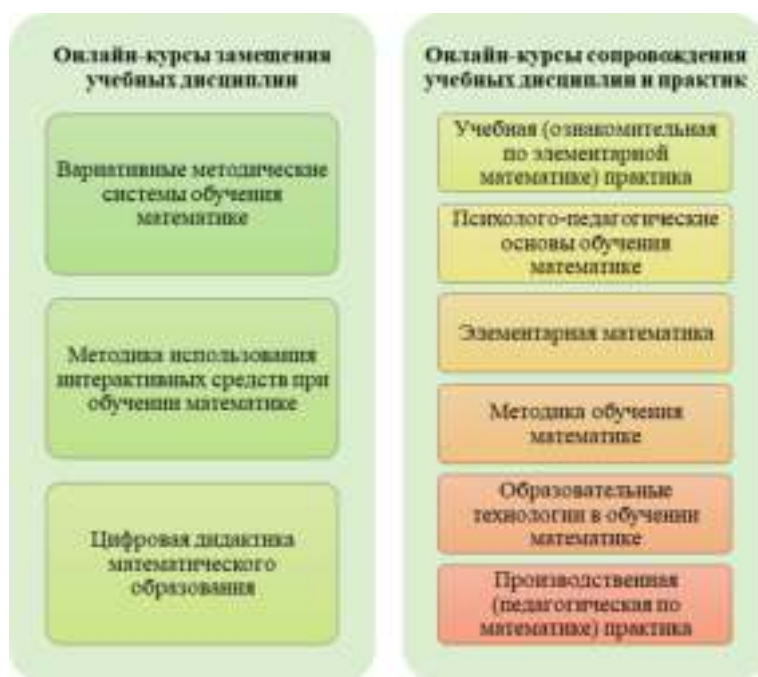 Онлайн-курсы замещения
учебных дисциплин
Вариативные методические
системы обучения
математике
Методика использования
интерактивных средств при
обучении математике
Цифровая дидактика
математического
образования
Онлайн-курсы сопровождения
учебных дисциплин и практик
Учебная (ознакомительная
по элементарной
математике) практика
Психолого-педагогические
основы обучения
математике
Элементарная математика
Методика обучения
математике
Образовательные
технологии в обучении
математике
Производственная
(педагогическая по
математике) практика